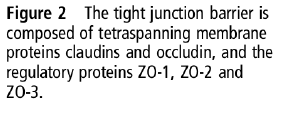 Figure 2 The tight junction barrier is
composed of tetraspanning membrane
proteins claudins and occludin, and the
regulatory proteins ZO-1, ZO-2 and
ZO-3.